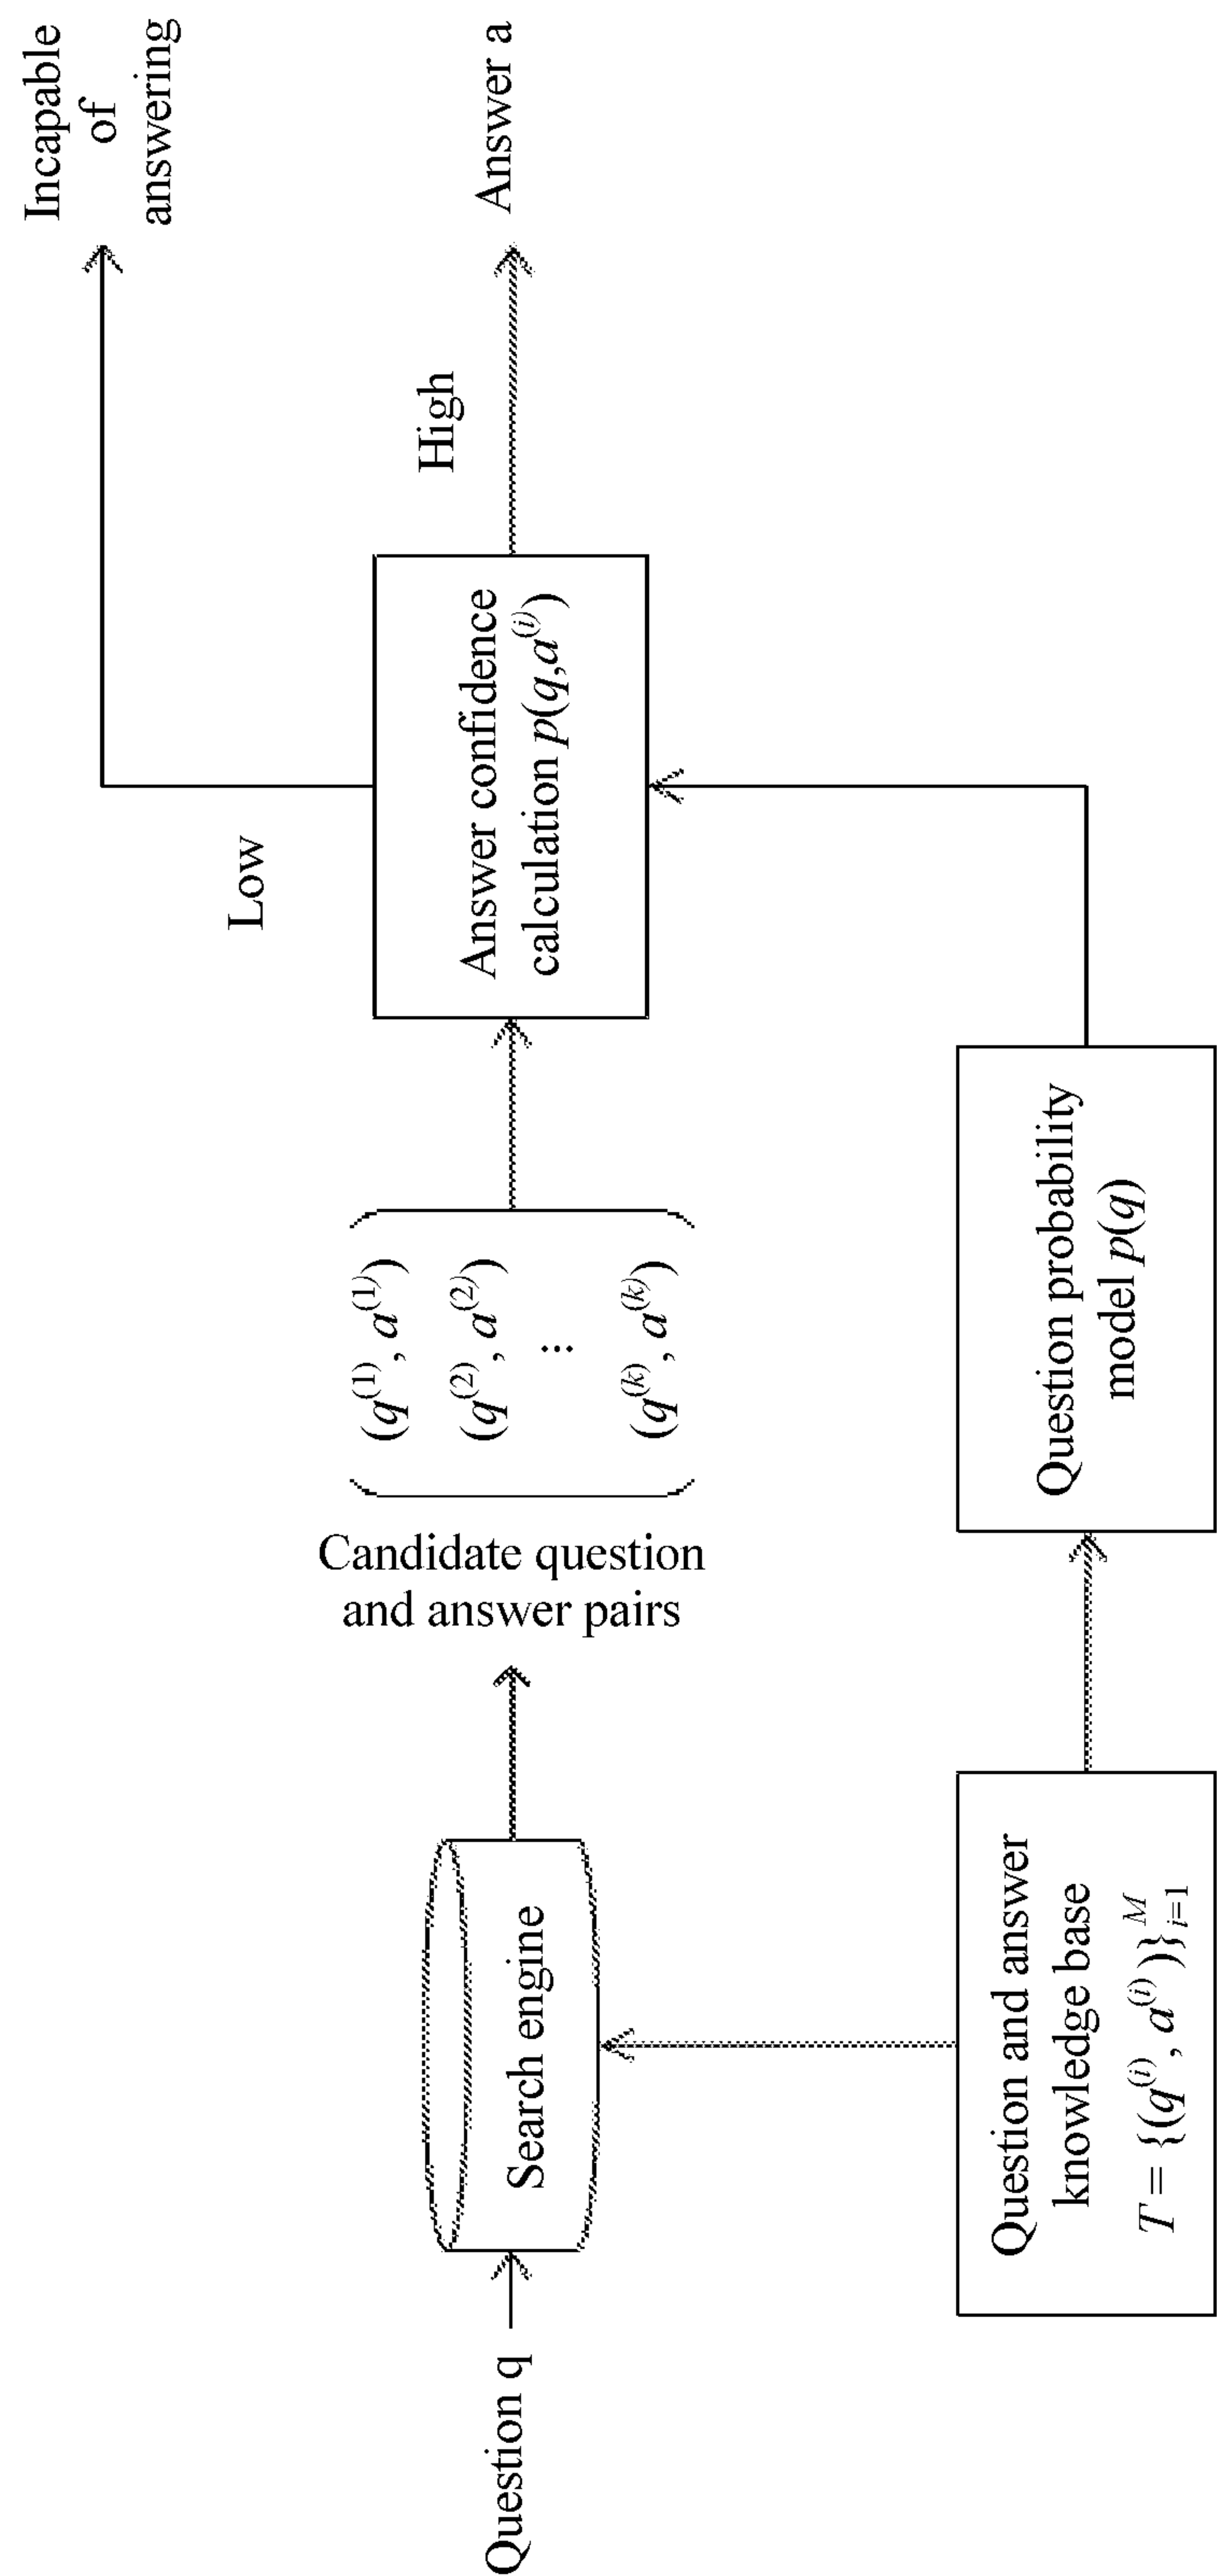 Question q
Search engine
Candidate question
and answer pairs
(q^(1), a^(1))
(q^(2), a^(2))
...
(q^(k), a^(k))
Low
Answer confidence
calculation p(q,a^(i))
High
Incapable
of
answering
Answer a
Question and answer
knowledge base
T = {(q^(i), a^(i))}_{i=1}^M
Question probability
model p(q)